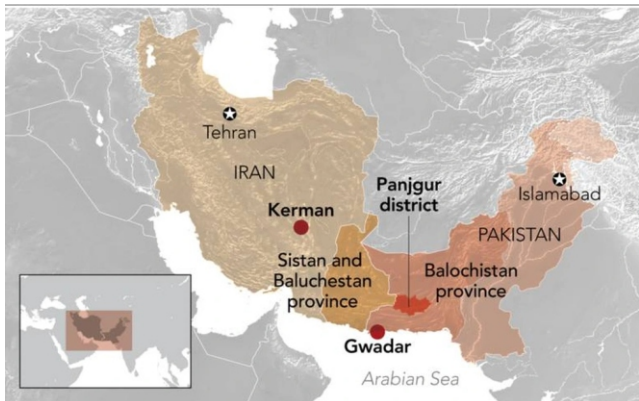 Tehran
IRAN
Kerman
Sistan and
Baluchestan
province
Panjgur
district
Islamabad
PAKISTAN
Balochistan
province
Gwadar
Arabian Sea